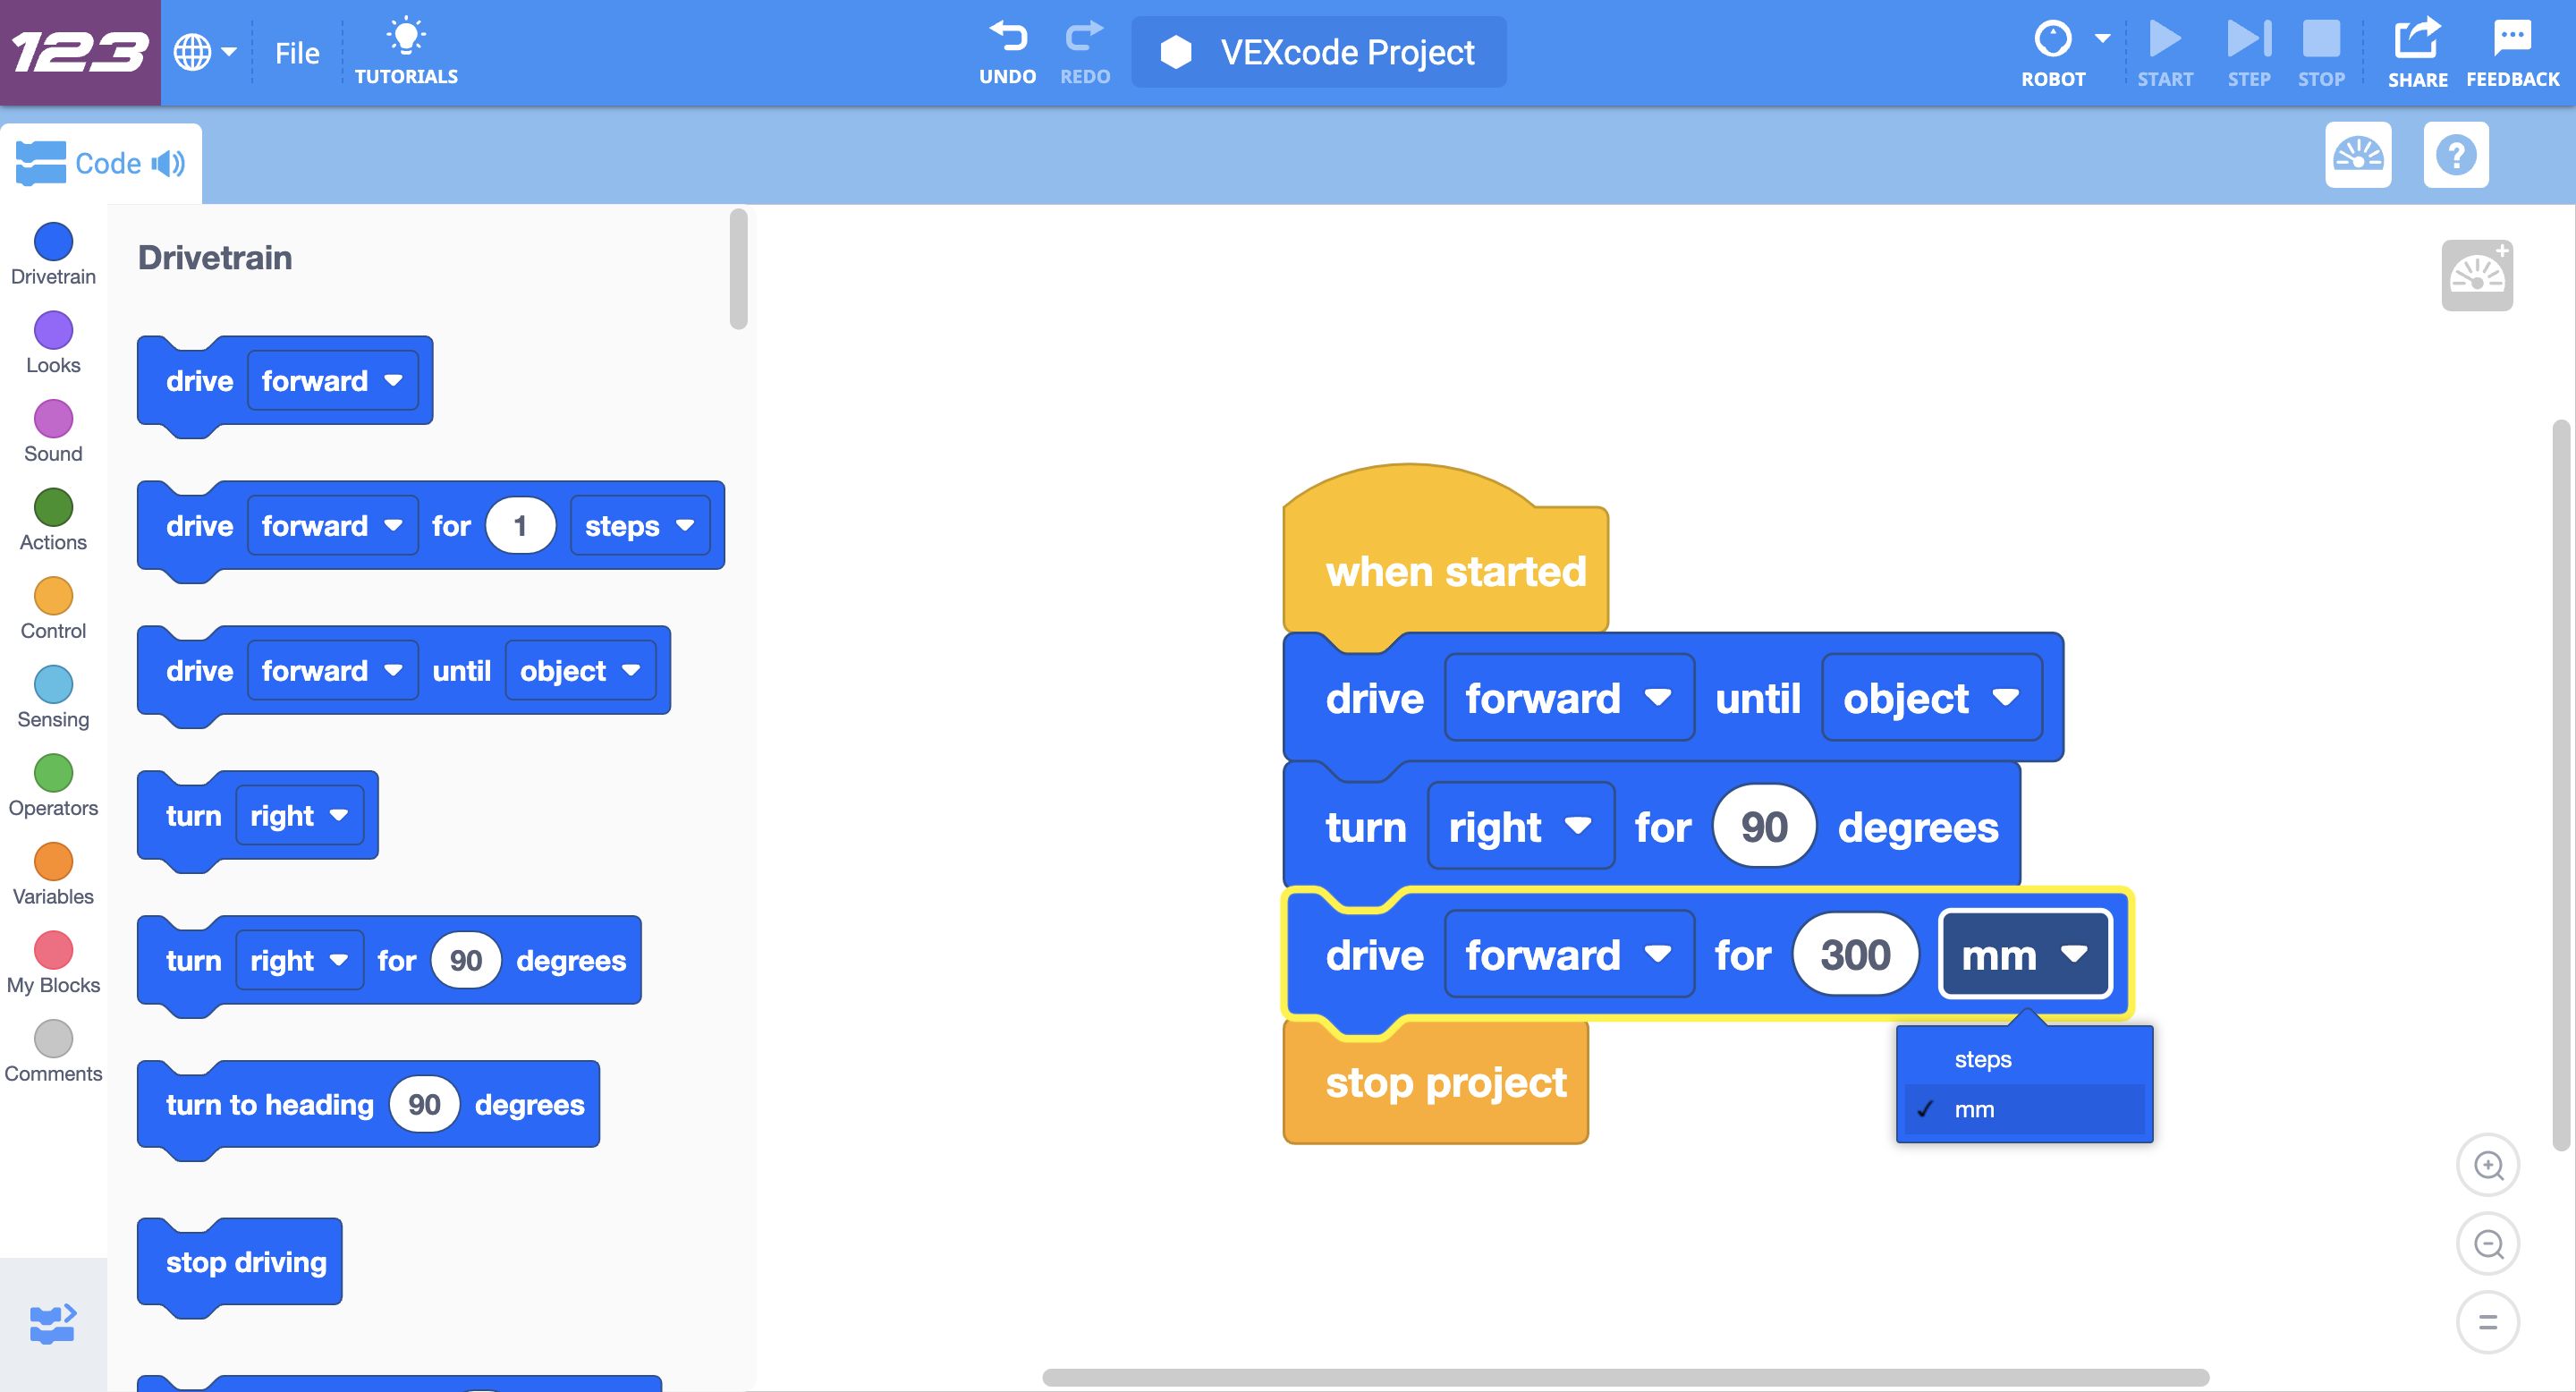 123
File
TUTORIALS
UNDO
REDO
VEXcode Project
ROBOT
START
STEP
STOP
SHARE
FEEDBACK
Code
Drivetrain
Looks
Sound
Actions
Control
Sensing
Operators
Variables
My Blocks
Comments
Drivetrain
drive forward
drive forward for 1 steps
drive forward until object
turn right
turn right for 90 degrees
turn to heading 90 degrees
stop driving
when started
drive forward until object
turn right for 90 degrees
drive forward for 300 mm
stop project
steps
✓ mm